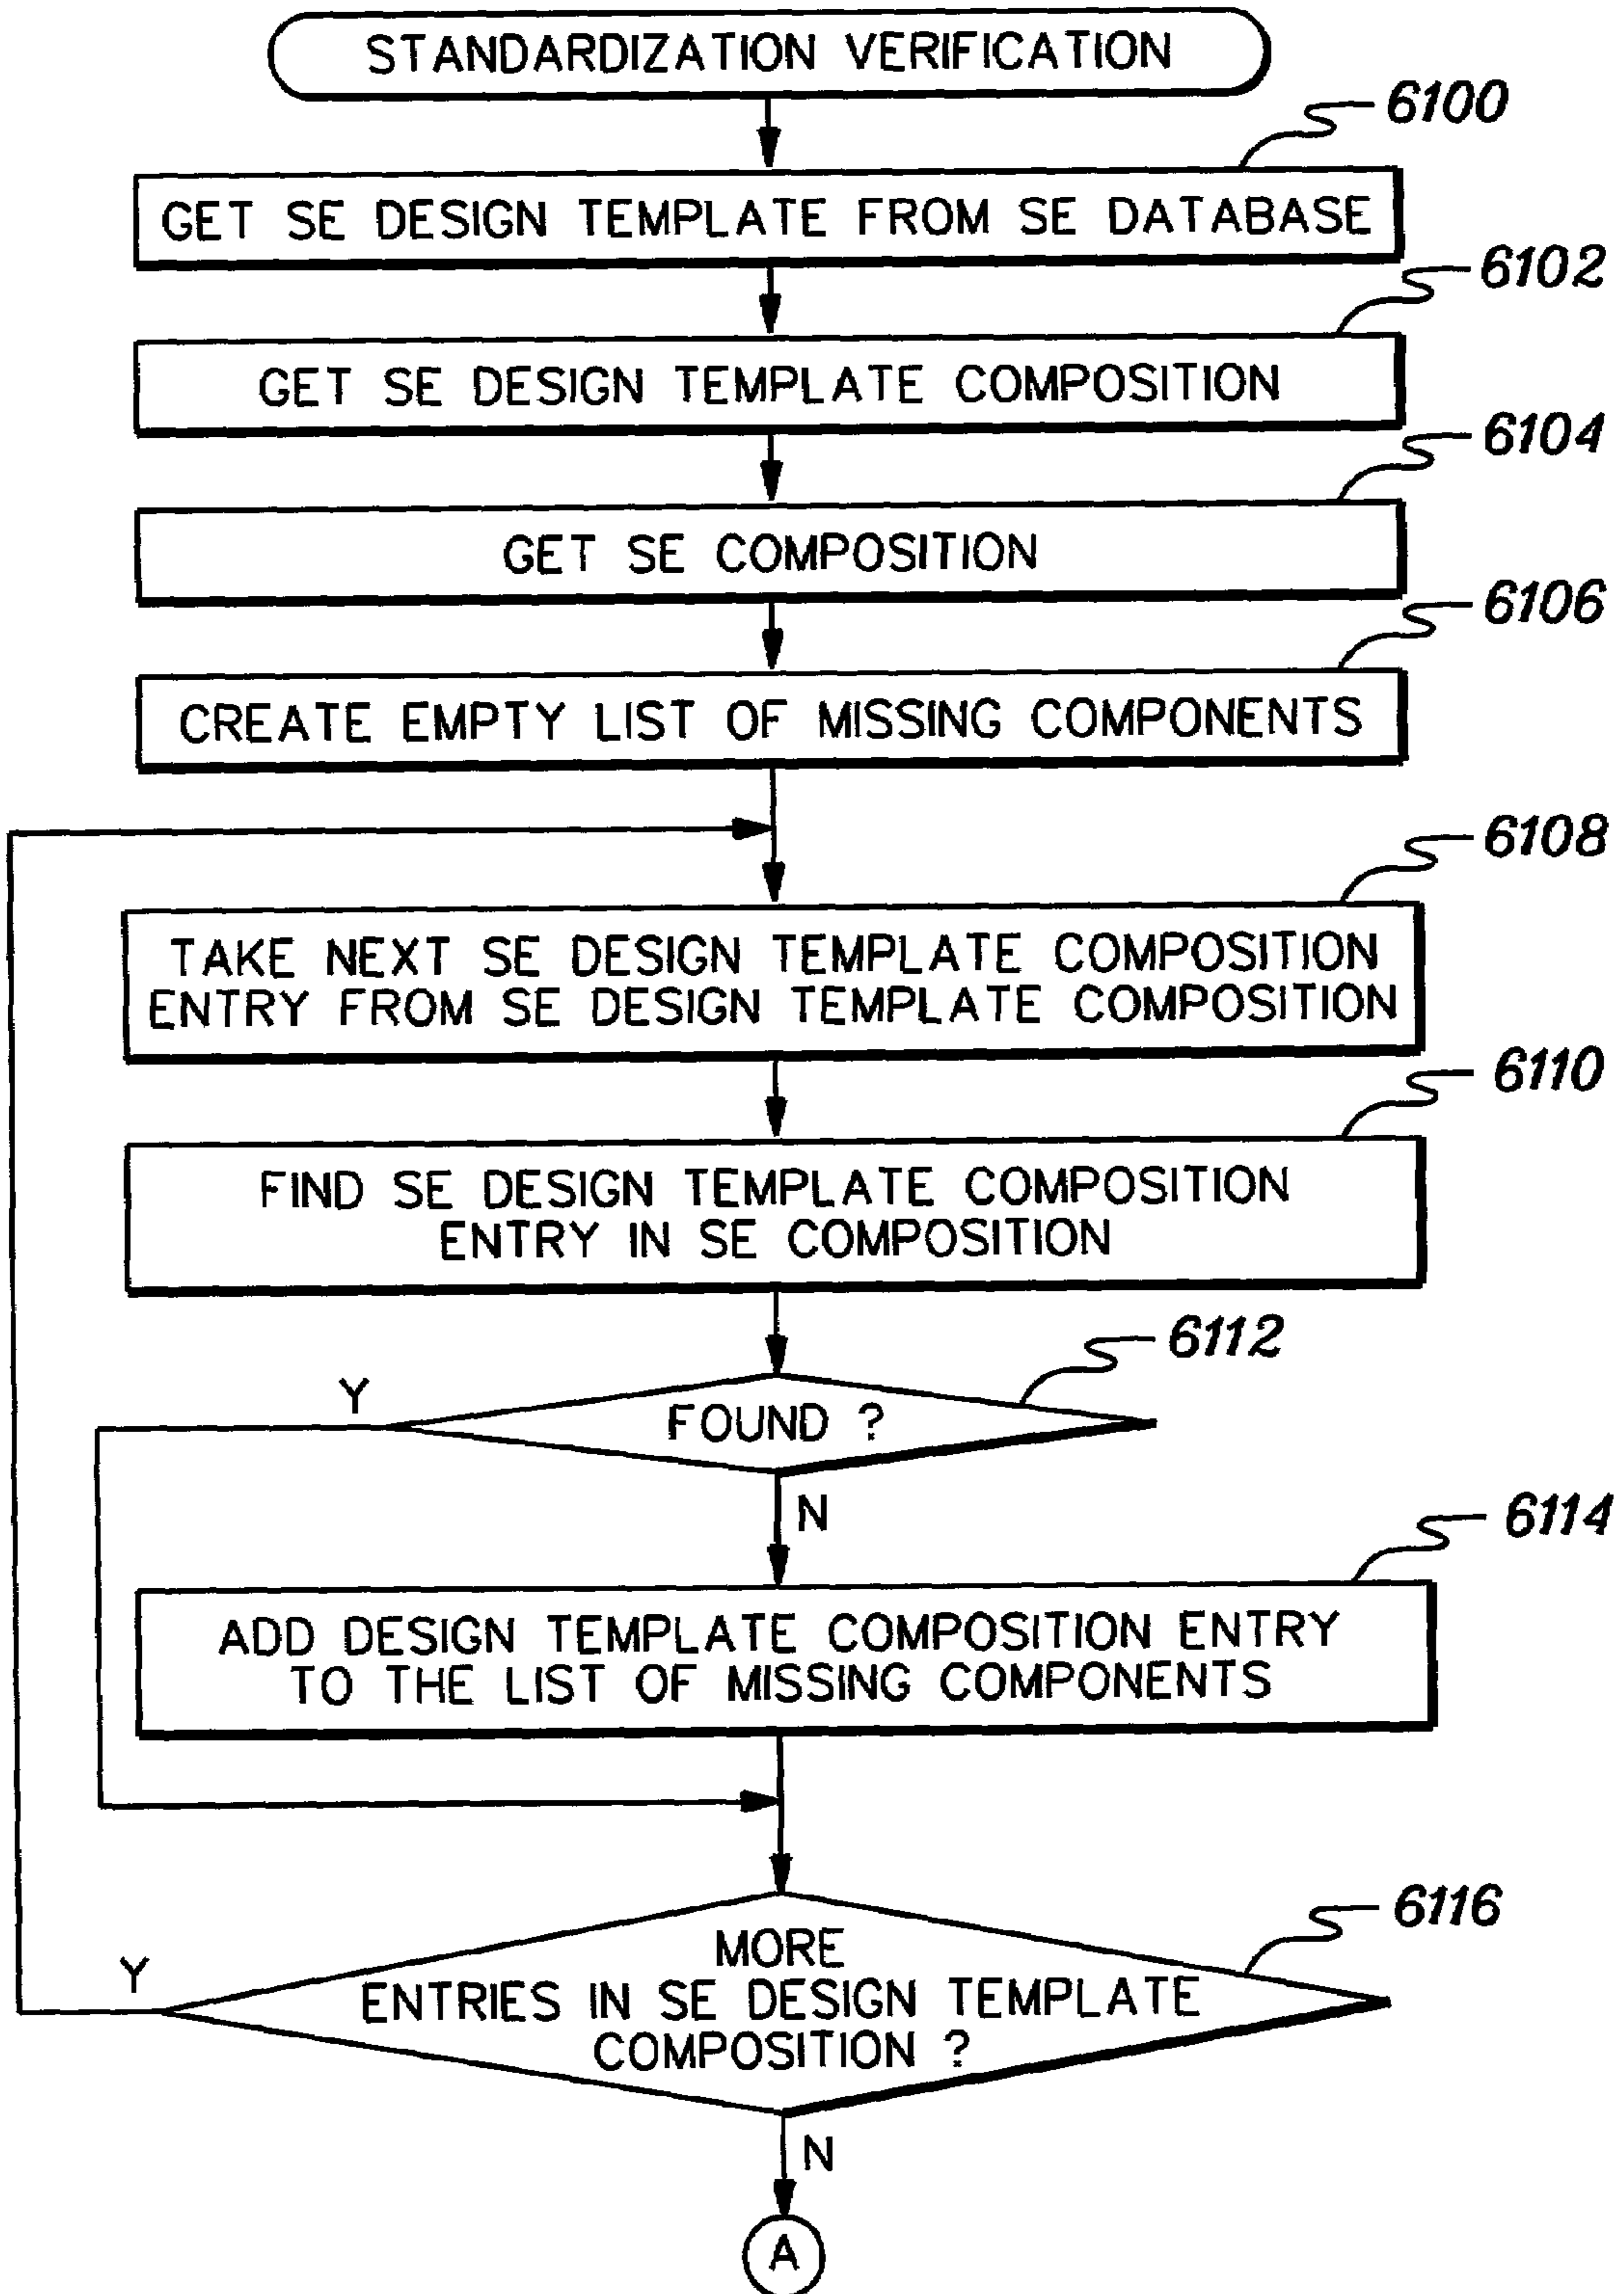 STANDARDIZATION VERIFICATION
6100
GET SE DESIGN TEMPLATE FROM SE DATABASE
6102
GET SE DESIGN TEMPLATE COMPOSITION
6104
GET SE COMPOSITION
6106
CREATE EMPTY LIST OF MISSING COMPONENTS
6108
TAKE NEXT SE DESIGN TEMPLATE COMPOSITION
ENTRY FROM SE DESIGN TEMPLATE COMPOSITION
6110
FIND SE DESIGN TEMPLATE COMPOSITION
ENTRY IN SE COMPOSITION
6112
Y
FOUND ?
N
6114
ADD DESIGN TEMPLATE COMPOSITION ENTRY
TO THE LIST OF MISSING COMPONENTS
6116
Y
MORE
ENTRIES IN SE DESIGN TEMPLATE
COMPOSITION ?
N
A